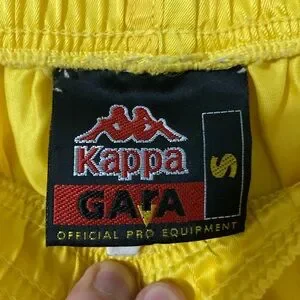 Kappa
GArA
OFFICIAL PRO EQUIPMENT
S